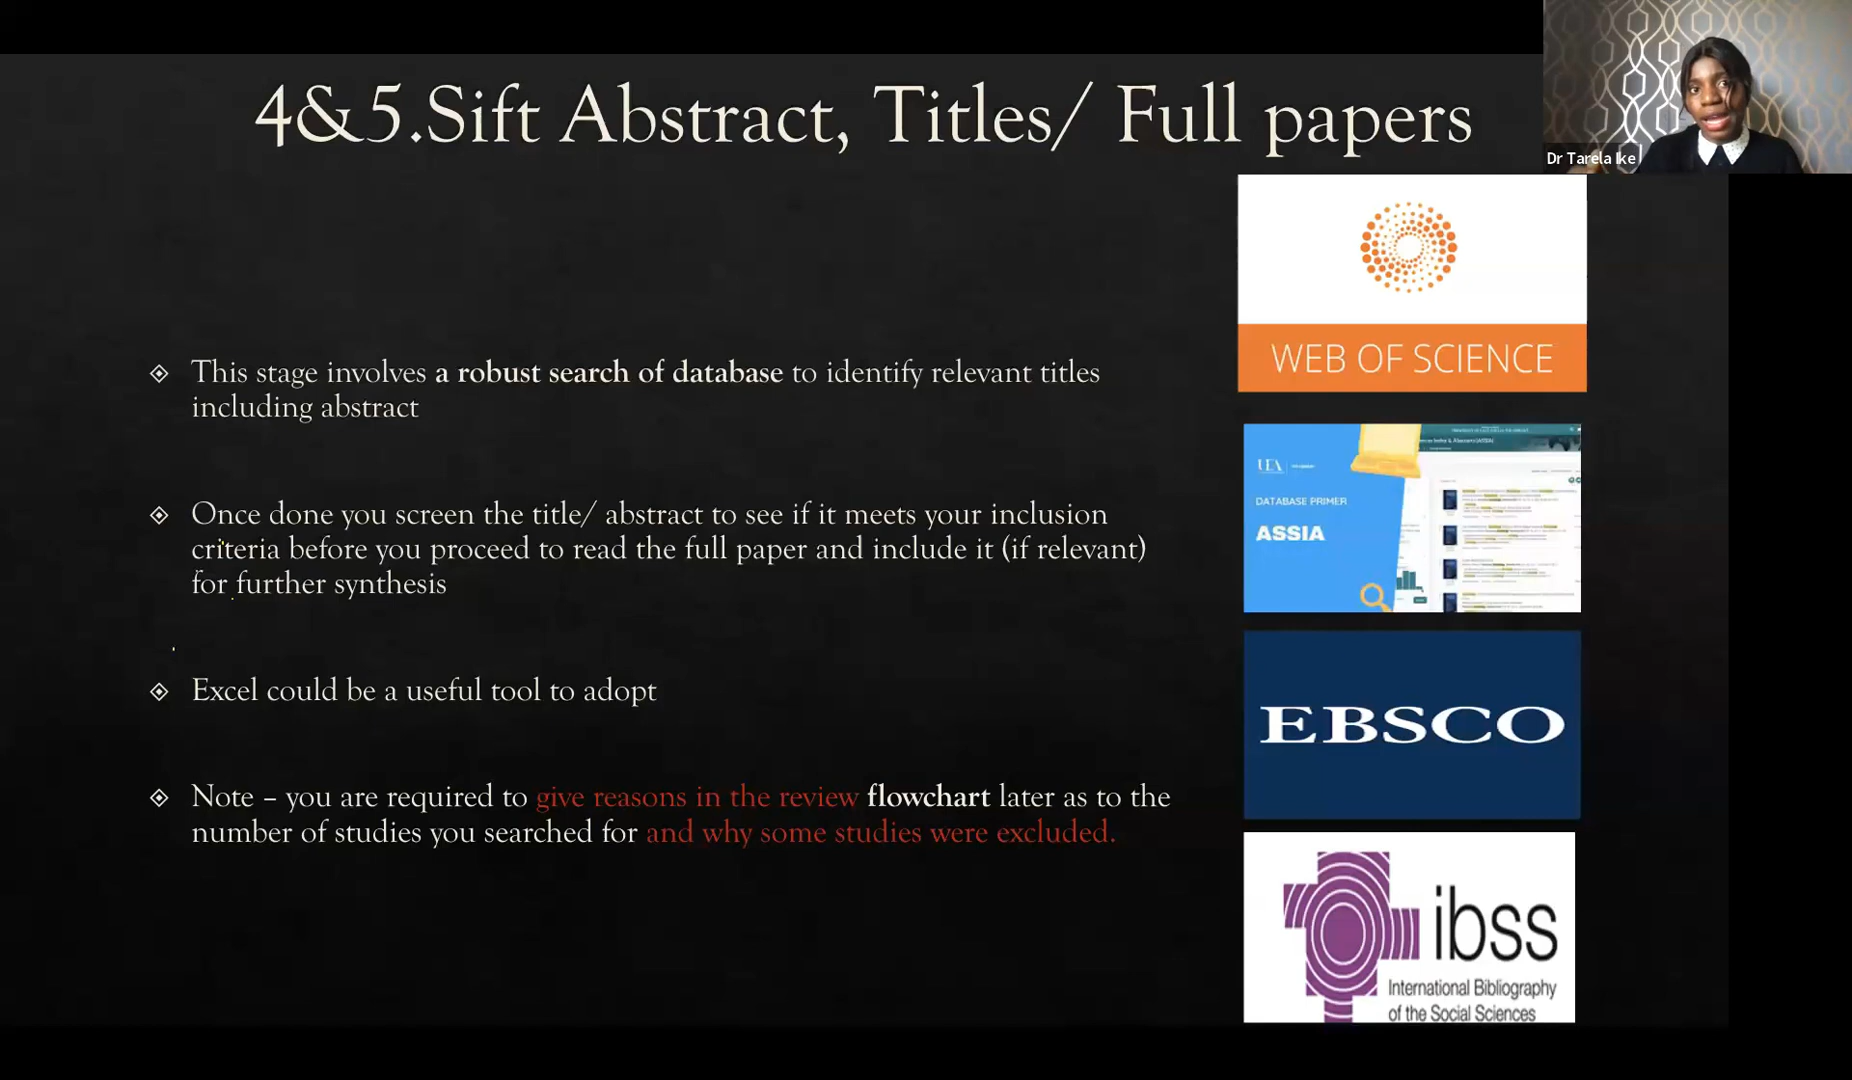 4&5.Sift Abstract, Titles/ Full papers
Dr Tarela Ike
This stage involves a robust search of database to identify relevant titles
including abstract
Once done you screen the title/ abstract to see if it meets your inclusion
criteria before you proceed to read the full paper and include it (if relevant)
for further synthesis
Excel could be a useful tool to adopt
Note – you are required to give reasons in the review flowchart later as to the
number of studies you searched for and why some studies were excluded.
WEB OF SCIENCE
UEA
DATABASE PRIMER
ASSIA
EBSCO
ibss
International Bibliography
of the Social Sciences